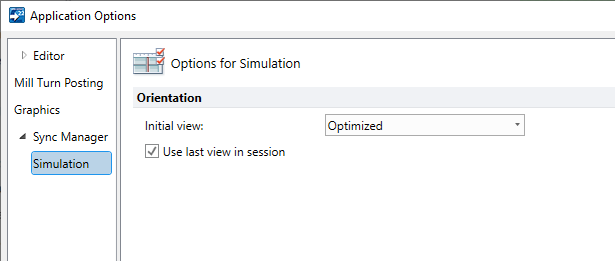 Application Options
Editor
Mill Turn Posting
Graphics
Sync Manager
Simulation
Options for Simulation
Orientation
Initial view: Optimized
Use last view in session